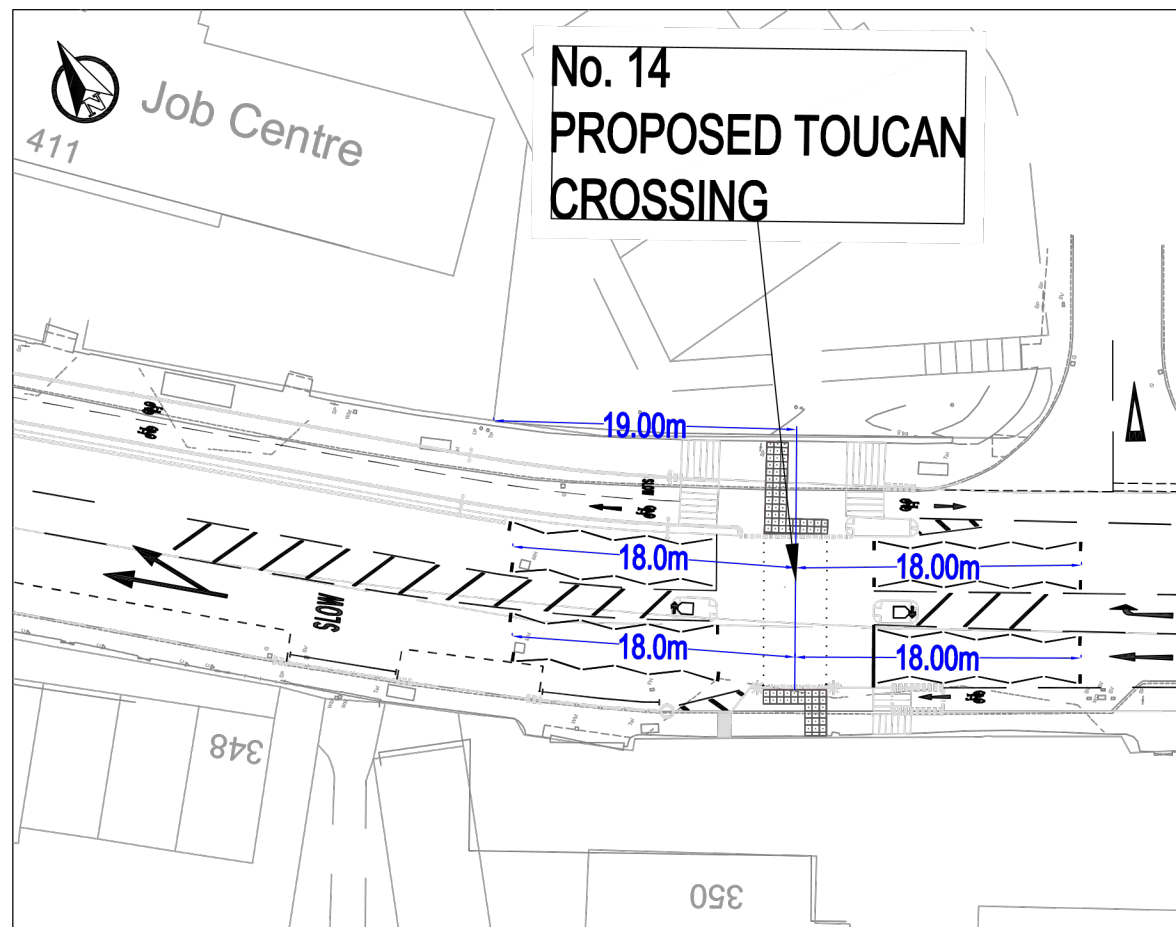 No. 14
PROPOSED TOUCAN
CROSSING
N
Job Centre
411
19.00m
SLOW
18.0m
18.00m
SLOW
18.0m
18.00m
348
350